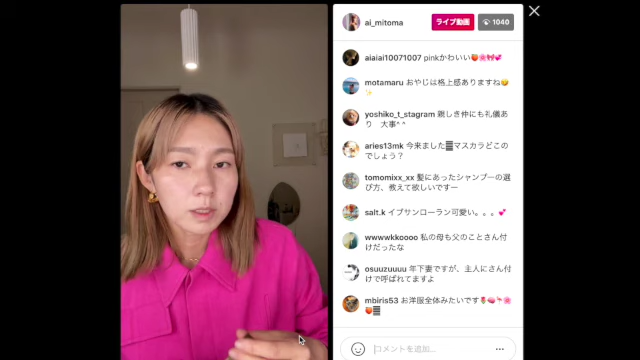 ai_mitoma
ライブ動画
1040
aiaiai10071007 pinkかわいい
motamaru おやじは格上感ありますね
yoshiko_t_stagram 親しき仲にも礼儀あ
り 大事^ ^
aries13mk 今来ました マスカラどこの
でしょう？
tomomixx_xx 髪にあったシャンプーの選
び方、教えて欲しいですー
salt.k イブサンローラン可愛い。。。
wwwwkkoooo 私の母も父のことさん付
けだったな
osuuzuuuu 年下妻ですが、主人にさん付
けで呼ばれてますよ
mbiris53 お洋服全体みたいです
コメントを追加...